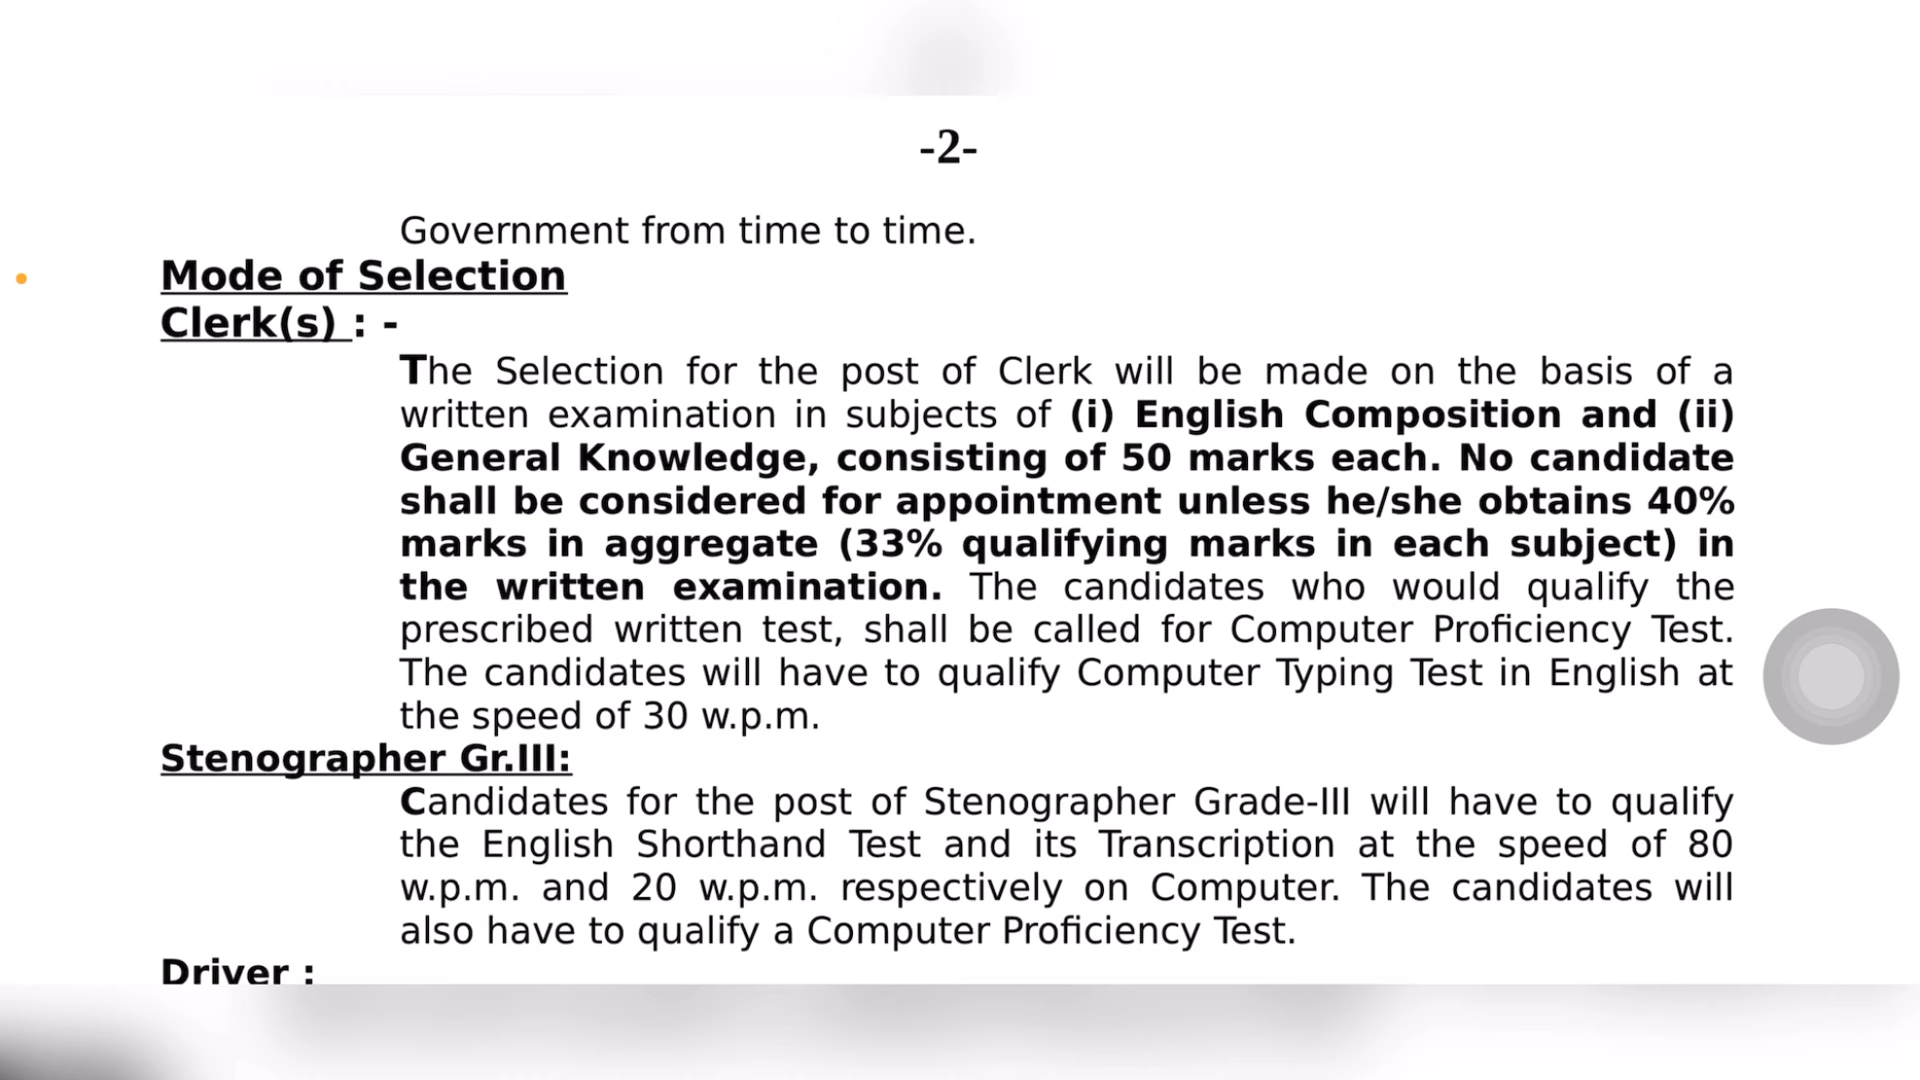 -2-
Government from time to time.
Mode of Selection
Clerk(s) : -
The Selection for the post of Clerk will be made on the basis of a
written examination in subjects of (i) English Composition and (ii)
General Knowledge, consisting of 50 marks each. No candidate
shall be considered for appointment unless he/she obtains 40%
marks in aggregate (33% qualifying marks in each subject) in
the written examination. The candidates who would qualify the
prescribed written test, shall be called for Computer Proficiency Test.
The candidates will have to qualify Computer Typing Test in English at
the speed of 30 w.p.m.
Stenographer Gr.III:
Candidates for the post of Stenographer Grade-III will have to qualify
the English Shorthand Test and its Transcription at the speed of 80
w.p.m. and 20 w.p.m. respectively on Computer. The candidates will
also have to qualify a Computer Proficiency Test.
Driver :